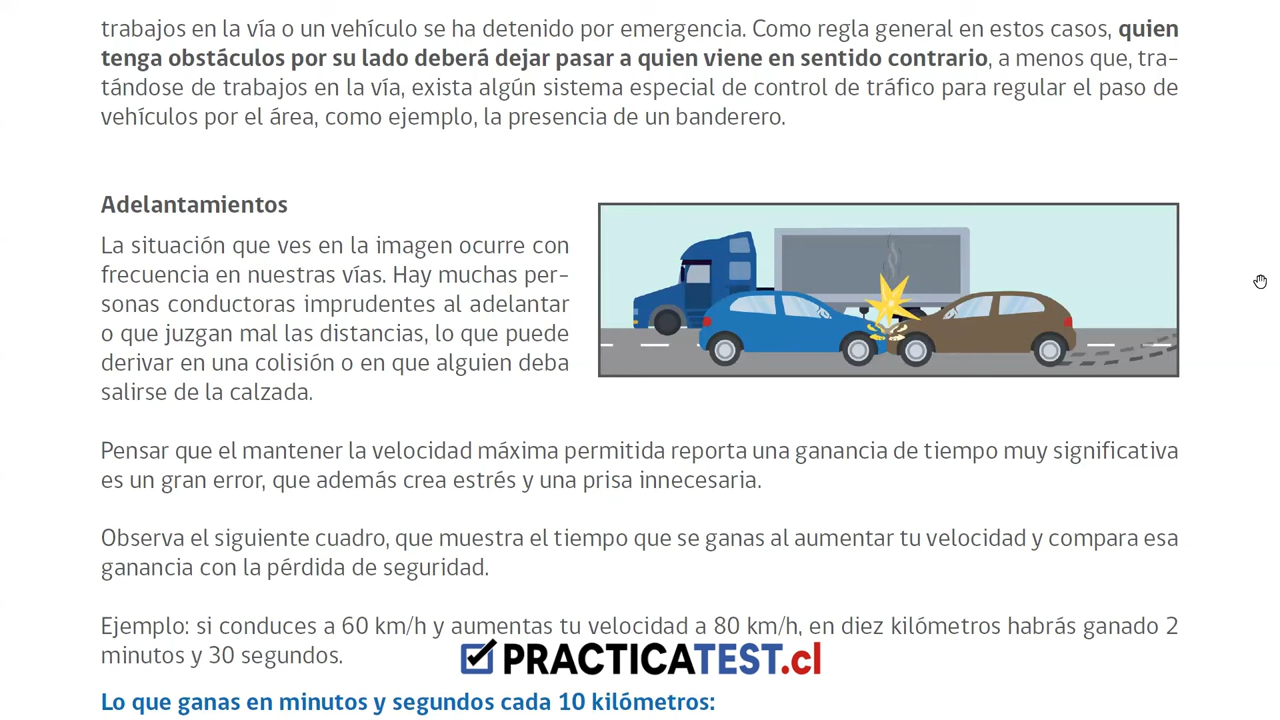 trabajos en la vía o un vehículo se ha detenido por emergencia. Como regla general en estos casos, quien
tenga obstáculos por su lado deberá dejar pasar a quien viene en sentido contrario, a menos que, tra-
tándose de trabajos en la vía, exista algún sistema especial de control de tráfico para regular el paso de
vehículos por el área, como ejemplo, la presencia de un banderero.
Adelantamientos
La situación que ves en la imagen ocurre con
frecuencia en nuestras vías. Hay muchas per-
sonas conductoras imprudentes al adelantar
o que juzgan mal las distancias, lo que puede
derivar en una colisión o en que alguien deba
salirse de la calzada.
Pensar que el mantener la velocidad máxima permitida reporta una ganancia de tiempo muy significativa
es un gran error, que además crea estrés y una prisa innecesaria.
Observa el siguiente cuadro, que muestra el tiempo que se ganas al aumentar tu velocidad y compara esa
ganancia con la pérdida de seguridad.
Ejemplo: si conduces a 60 km/h y aumentas tu velocidad a 80 km/h, en diez kilómetros habrás ganado 2
minutos y 30 segundos.
PRACTICATEST.cl
Lo que ganas en minutos y segundos cada 10 kilómetros: